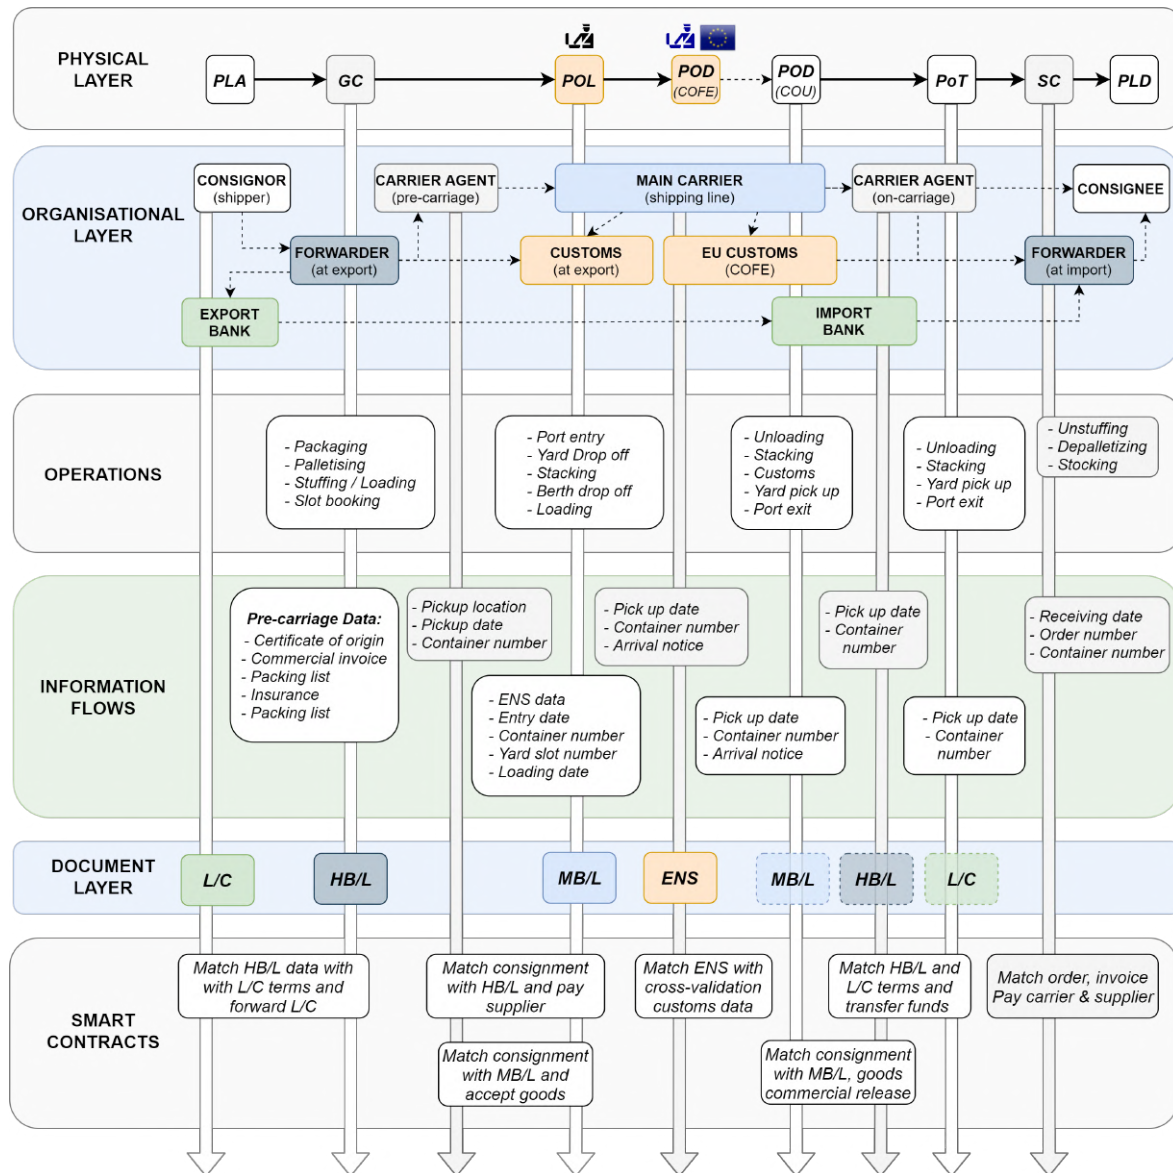 PHYSICAL
LAYER
PLA
GC
POL
POD
(COFE)
POD
(COU)
PoT
SC
PLD
ORGANISATIONAL
LAYER
CONSIGNOR
(shipper)
CARRIER AGENT
(pre-carriage)
MAIN CARRIER
(shipping line)
CARRIER AGENT
(on-carriage)
CONSIGNEE
FORWARDER
(at export)
CUSTOMS
(at export)
EU CUSTOMS
(COFE)
FORWARDER
(at import)
EXPORT
BANK
IMPORT
BANK
OPERATIONS
- Packaging
- Palletising
- Stuffing / Loading
- Slot booking
- Port entry
- Yard Drop off
- Stacking
- Berth drop off
- Loading
- Unloading
- Stacking
- Customs
- Yard pick up
- Port exit
- Unloading
- Stacking
- Yard pick up
- Port exit
- Unstuffing
- Depalletizing
- Stocking
INFORMATION
FLOWS
Pre-carriage Data:
- Certificate of origin
- Commercial invoice
- Packing list
- Insurance
- Packing list
- Pickup location
- Pickup date
- Container number
- ENS data
- Entry date
- Container number
- Yard slot number
- Loading date
- Pick up date
- Container number
- Arrival notice
- Pick up date
- Container number
- Arrival notice
- Pick up date
- Container
number
- Pick up date
- Container
number
- Receiving date
- Order number
- Container number
DOCUMENT
LAYER
L/C
HB/L
MB/L
ENS
MB/L
HB/L
L/C
SMART
CONTRACTS
Match HB/L data with
with L/C terms and
forward L/C
Match consignment
with HB/L and pay
supplier
Match consignment
with MB/L and
accept goods
Match ENS with
cross-validation
customs data
Match consignment
with MB/L, goods
commercial release
Match HB/L and
L/C terms and
transfer funds
Match order, invoice
Pay carrier & supplier